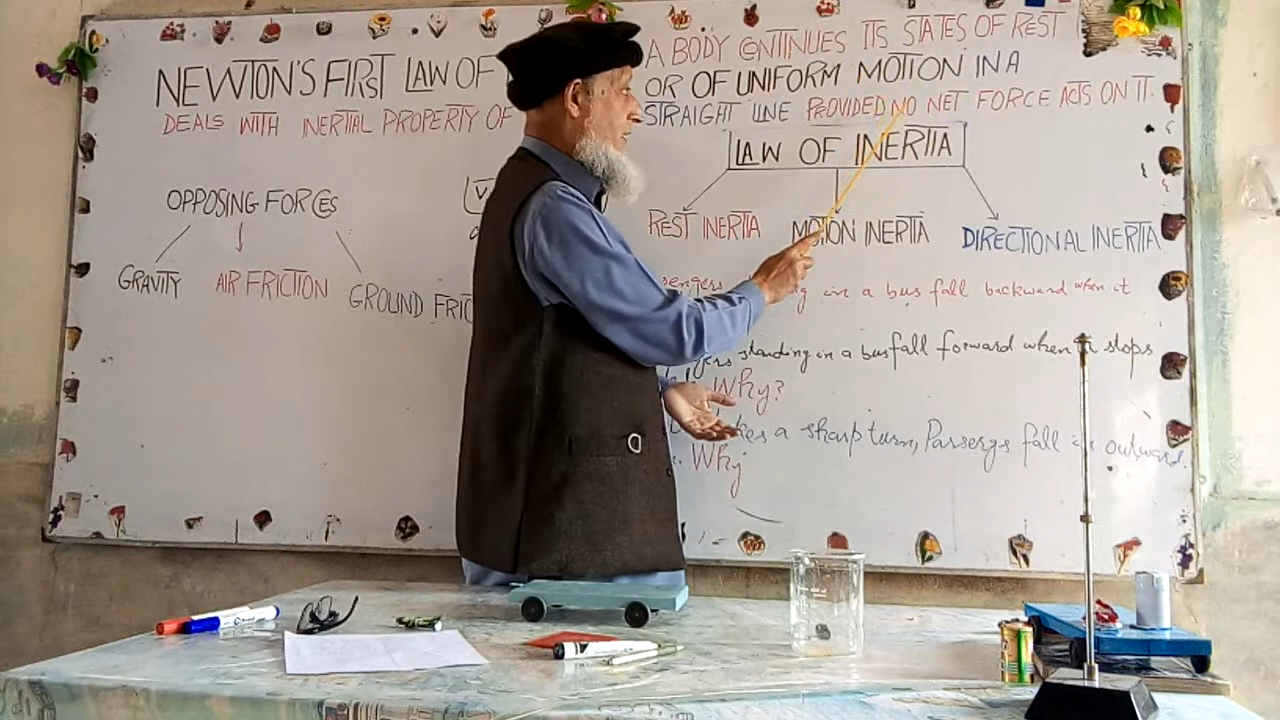 NEWTON'S FIRST LAW OF
DEALS WITH INERTIAL PROPERTY OF
A BODY CONTINUES ITS STATES OF REST
OR OF UNIFORM MOTION IN A
STRAIGHT LINE PROVIDED NO NET FORCE ACTS ON IT.
LAW OF INERTIA
REST INERTIA MOTION INERTIA DIRECTIONAL INERTIA
OPPOSING FORCES
GRAVITY AIR FRICTION GROUND FRIC
in a bus fall backward when it
standing in a bus fall forward when it stops
Why?
a sharp turn, Passergs fall outward.
Why